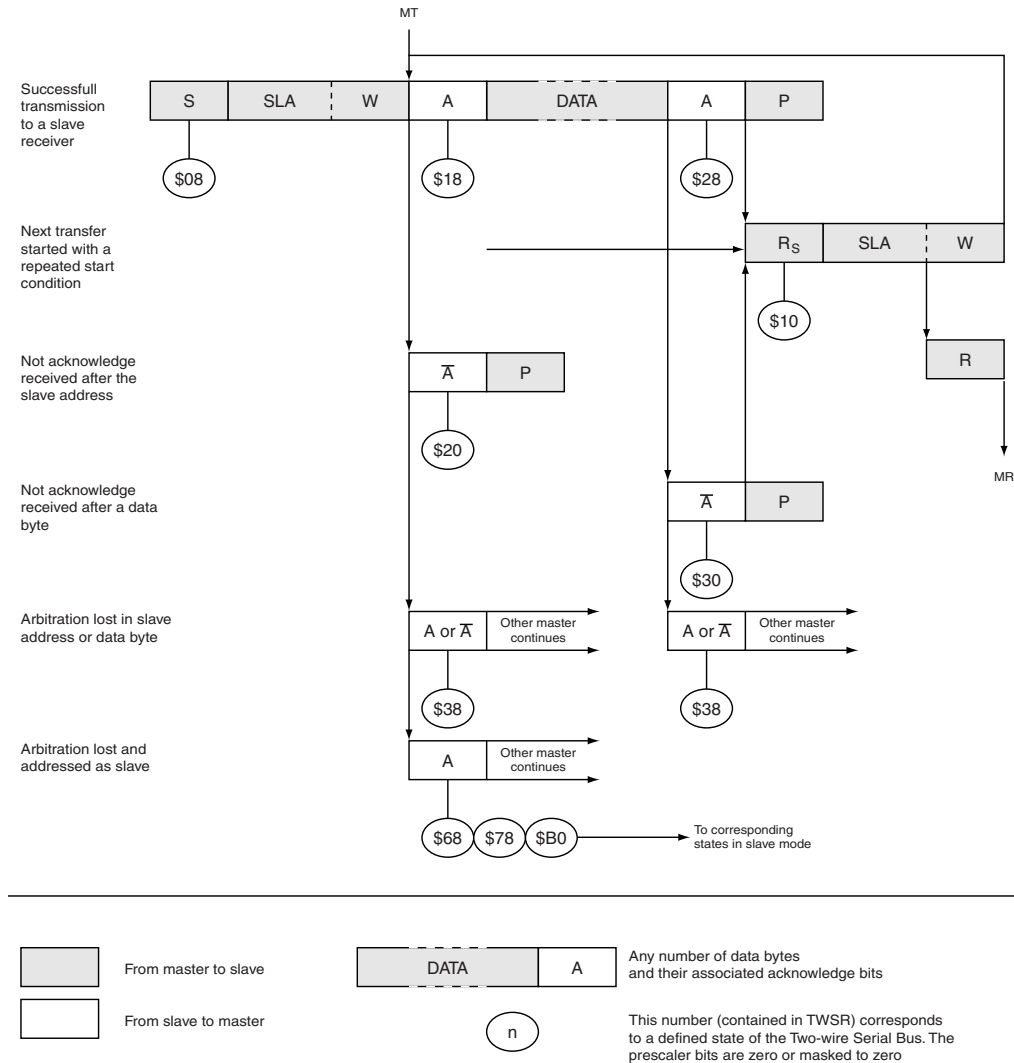 MT
Successfull
transmission
to a slave
receiver
S SLA W A DATA A P
$08 $18 $28
Next transfer
started with a
repeated start
condition
RS SLA W
$10
Not acknowledge
received after the
slave address
A̅ P
R
$20
MR
Not acknowledge
received after a data
byte
A̅ P
$30
Arbitration lost in slave
address or data byte
A or A̅ Other master
continues
A or A̅ Other master
continues
$38 $38
Arbitration lost and
addressed as slave
A Other master
continues
$68 $78 $B0 To corresponding
states in slave mode
From master to slave
DATA A Any number of data bytes
and their associated acknowledge bits
From slave to master
n This number (contained in TWSR) corresponds
to a defined state of the Two-wire Serial Bus. The
prescaler bits are zero or masked to zero